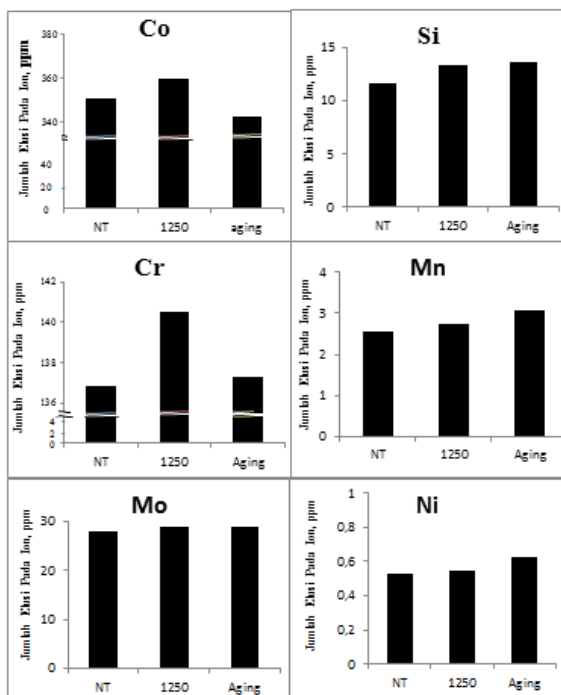 Co
Jumlah Elusi Pada Ion, ppm
380
360
340
40
20
0
NT 1250 aging
Si
Jumlah Elusi Pada Ion, ppm
15
10
5
0
NT 1250 Aging
Cr
Jumlah Elusi Pada Ion, ppm
142
140
138
136
4
2
0
NT 1250 Aging
Mn
Jumlah Elusi Pada Ion, ppm
4
3
2
1
0
NT 1250 Aging
Mo
Jumlah Elusi Pada Ion, ppm
30
20
10
0
NT 1250 Aging
Ni
Jumlah Elusi Pada Ion, ppm
1
0,8
0,6
0,4
0,2
0
NT 1250 Aging